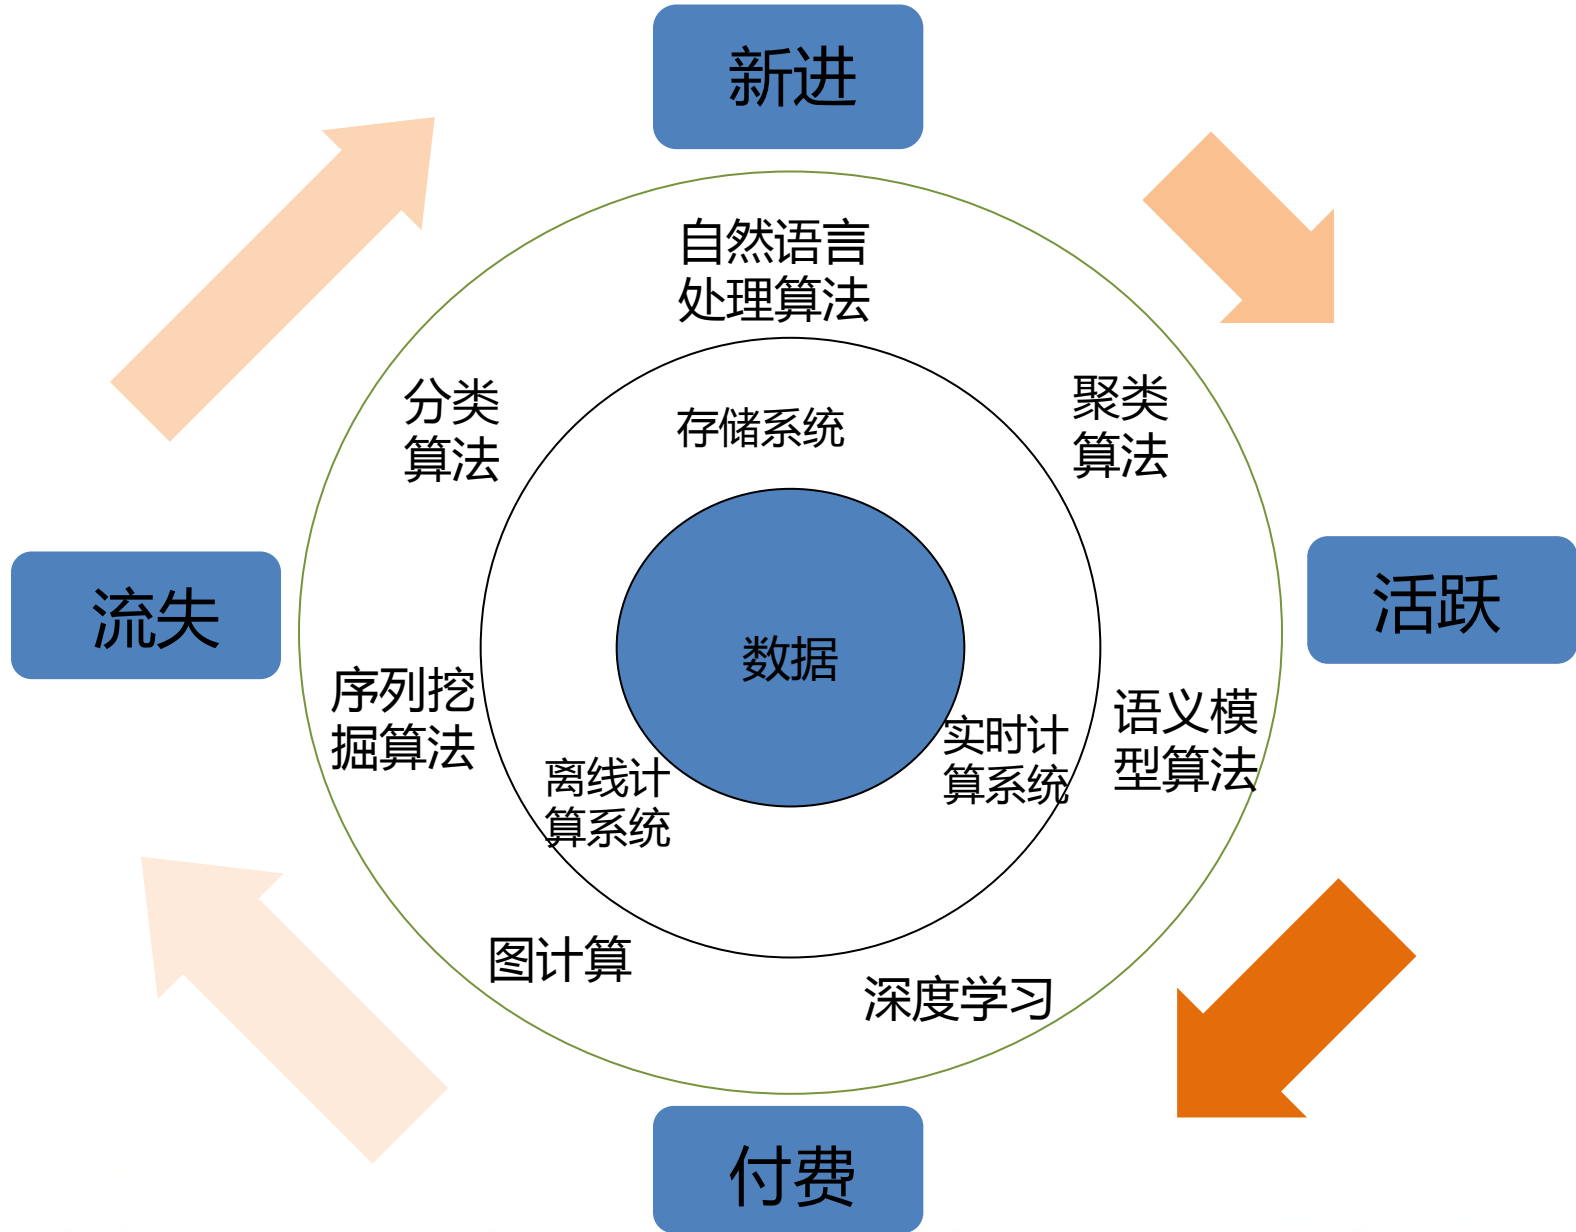 新进
自然语言
处理算法
分类
算法
聚类
算法
存储系统
流失
活跃
数据
序列挖
掘算法
语义模
型算法
离线计
算系统
实时计
算系统
图计算
深度学习
付费